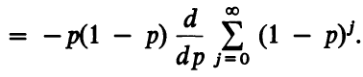 = −p(1 − p) d/dp ∑_{j=0}^{∞} (1 − p)^j.